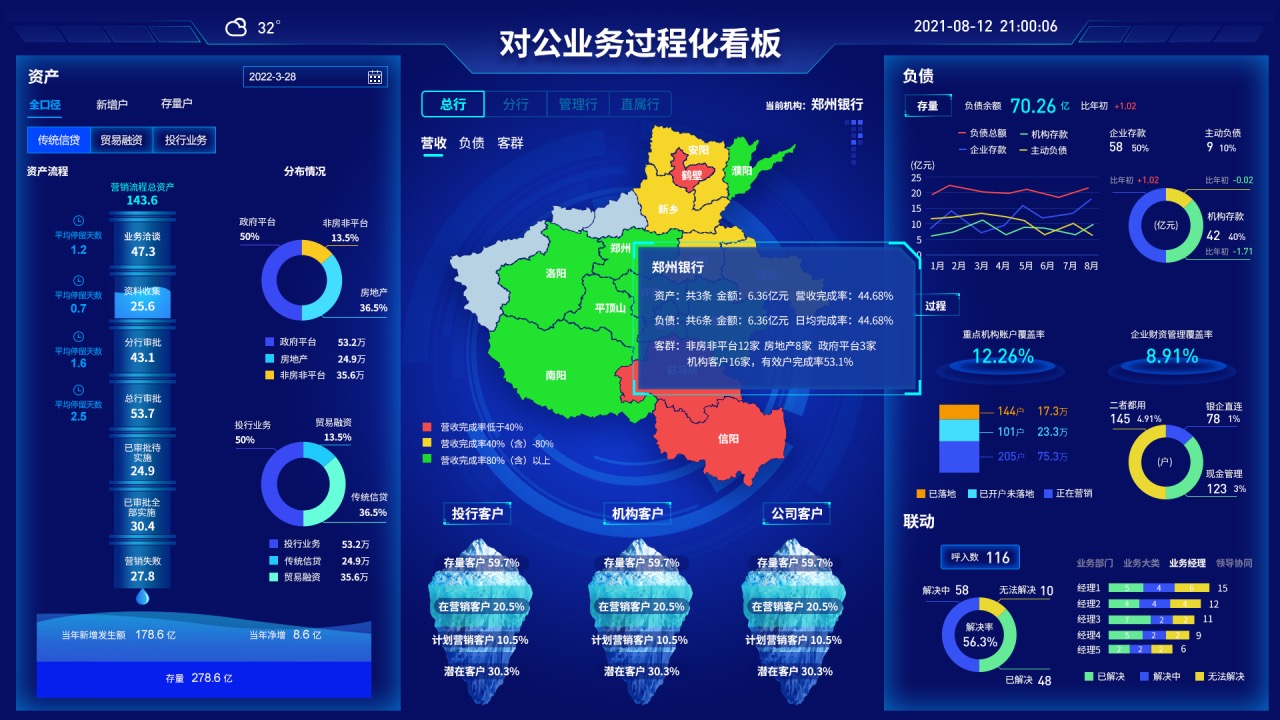 32°
对公业务过程化看板
2021-08-12 21:00:06
资产
2022-3-28
全口径 新增户 存量户
传统信贷 贸易融资 投行业务
资产流程
营销流程总资产
143.6
平均停留天数
1.2
业务洽谈
47.3
平均停留天数
0.7
资料收集
25.6
平均停留天数
1.6
分行审批
43.1
平均停留天数
2.5
总行审批
53.7
已审批待
实施
24.9
已审批全
部实施
30.4
营销失败
27.8
当年新增发生额 178.6 亿
当年净增 8.6 亿
存量 278.6 亿
分布情况
政府平台
50%
非房非平台
13.5%
房地产
36.5%
政府平台 53.2万
房地产 24.9万
非房非平台 35.6万
投行业务
50%
贸易融资
13.5%
传统信贷
36.5%
投行业务 53.2万
传统信贷 24.9万
贸易融资 35.6万
总行 分行 管理行 直属行
当前机构：郑州银行
营收 负债 客群
安阳
鹤壁
濮阳
新乡
郑州
洛阳
平顶山
南阳
信阳
郑州银行
资产：共3条 金额：6.36亿元 营收完成率：44.68%
负债：共6条 金额：6.36亿元 日均完成率：44.68%
客群：非房非平台12家 房地产8家 政府平台3家
机构客户16家，有效户完成率53.1%
营收完成率低于40%
营收完成率40%（含）-80%
营收完成率80%（含）以上
投行客户
存量客户 59.7%
在营销客户 20.5%
计划营销客户 10.5%
潜在客户 30.3%
机构客户
存量客户 59.7%
在营销客户 20.5%
计划营销客户 10.5%
潜在客户 30.3%
公司客户
存量客户 59.7%
在营销客户 20.5%
计划营销客户 10.5%
潜在客户 30.3%
负债
存量
负债余额 70.26 亿 比年初 +1.02
负债总额 机构存款
企业存款 主动负债
(亿元)
25
20
15
10
5
0
1月 2月 3月 4月 5月 6月 7月 8月
企业存款
58 50%
比年初 +1.02
主动负债
9 10%
比年初 -0.02
(亿元)
机构存款
42 40%
比年初 -1.71
过程
重点机构账户覆盖率
12.26%
企业财资管理覆盖率
8.91%
144户 17.3万
101户 23.3万
205户 75.3万
已落地 已开户未落地 正在营销
二者都用
145 4.91%
银企直连
78 1%
(户)
现金管理
123 3%
联动
呼入数 116
解决中 58
无法解决 10
解决率
56.3%
已解决 48
业务部门 业务大类 业务经理 领导协同
经理1 5 4 6 15
经理2 4 4 4 12
经理3 7 2 2 11
经理4 5 2 2 9
经理5 2 2 2 6
已解决 解决中 无法解决